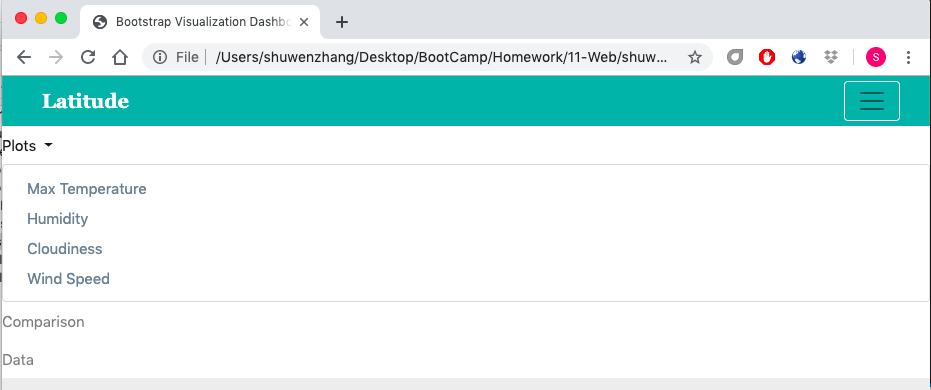 Bootstrap Visualization Dashbo
File | /Users/shuwenzhang/Desktop/BootCamp/Homework/11-Web/shuw...
S
Latitude
Plots
Max Temperature
Humidity
Cloudiness
Wind Speed
Comparison
Data